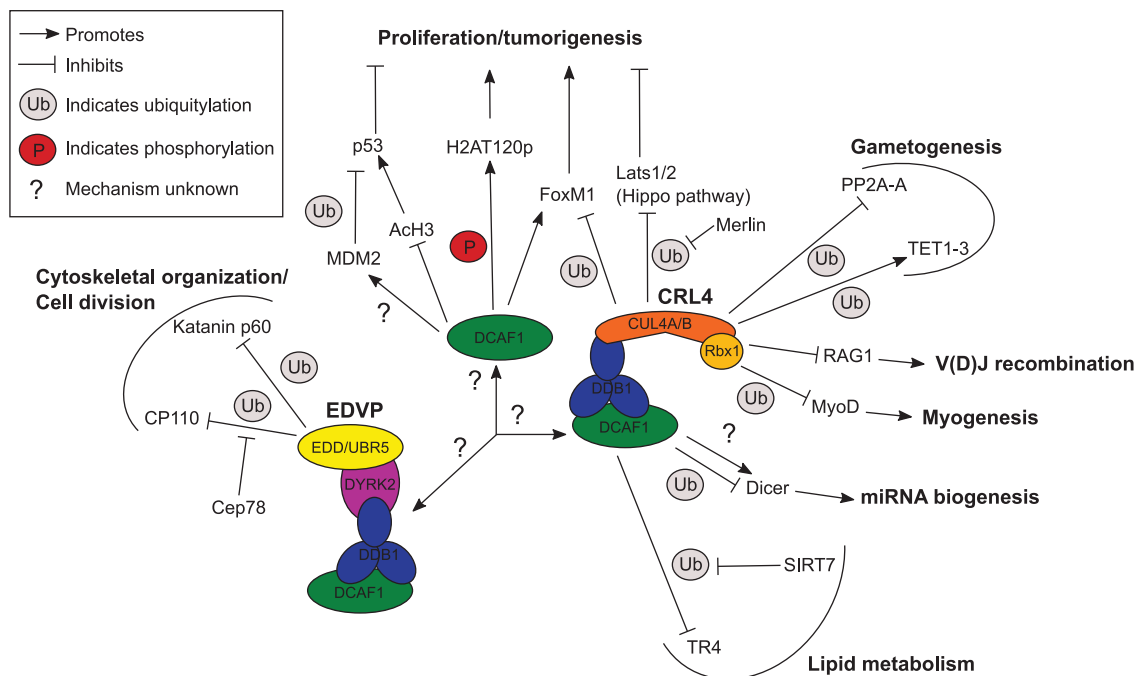 Promotes
Inhibits
Ub Indicates ubiquitylation
P Indicates phosphorylation
? Mechanism unknown
Proliferation/tumorigenesis
p53
H2AT120p
FoxM1
Lats1/2
(Hippo pathway)
Merlin
Ub
AcH3
MDM2
P
Ub
Ub
?
DCAF1
?
?
?
Gametogenesis
PP2A-A
TET1-3
Ub
Ub
CRL4
CUL4A/B
Rbx1
DDB1
DCAF1
RAG1
V(D)J recombination
Ub
MyoD
Myogenesis
?
Ub
Dicer
miRNA biogenesis
Ub
SIRT7
TR4
Lipid metabolism
Cytoskeletal organization/
Cell division
Katanin p60
Ub
Ub
CP110
Cep78
EDVP
EDD/UBR5
DYRK2
DDB1
DCAF1